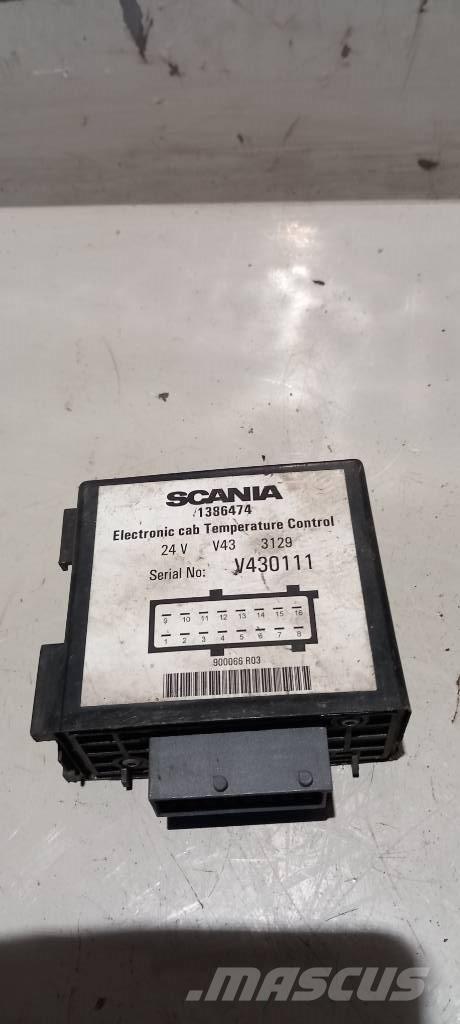 SCANIA
1386474
Electronic cab Temperature Control
24 V V43 3129
Serial No: V430111
9 10 11 12 13 14 15 16
1 2 3 4 5 6 7 8
900066 R03
MASCUS